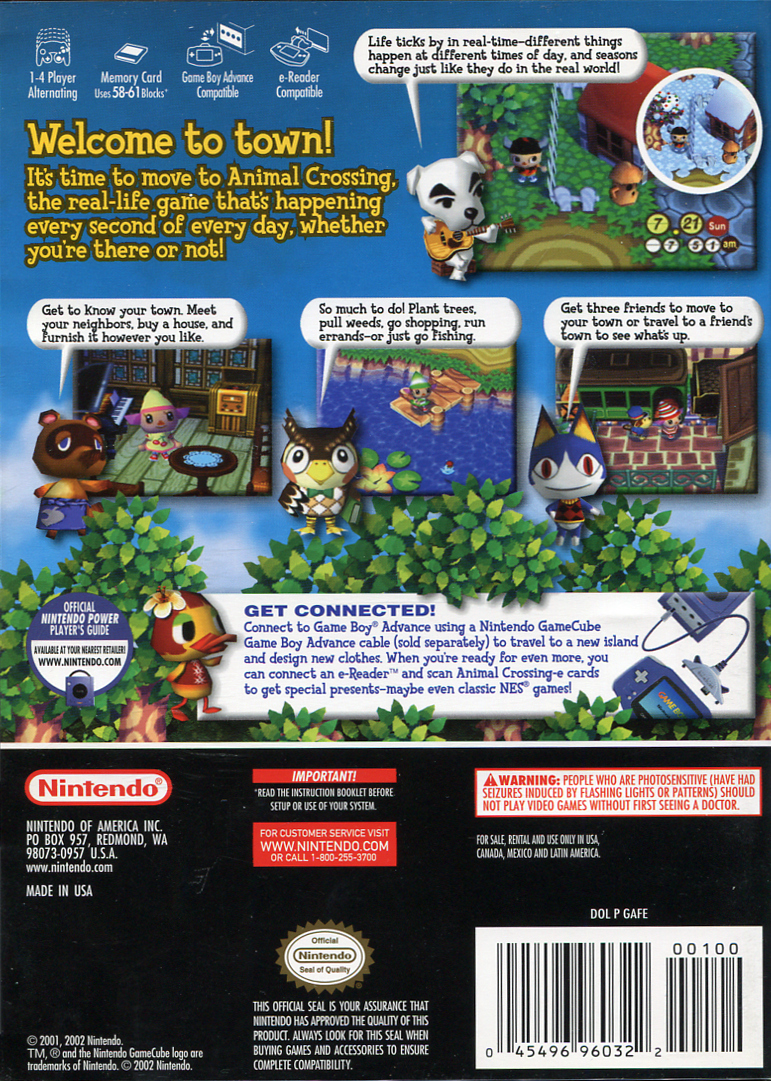 1-4 Player
Alternating
Memory Card
Uses 58-61 Blocks*
Game Boy Advance
Compatible
e-Reader
Compatible
Life ticks by in real-time–different things
happen at different times of day, and seasons
change just like they do in the real world!
Welcome to town!
It's time to move to Animal Crossing,
the real-life game that's happening
every second of every day, whether
you're there or not!
7.21 Sun
7 51 am
Get to know your town. Meet
your neighbors, buy a house, and
furnish it however you like.
So much to do! Plant trees,
pull weeds, go shopping, run
errands–or just go fishing.
Get three friends to move to
your town or travel to a friend's
town to see what's up.
OFFICIAL
NINTENDO POWER
PLAYER'S GUIDE
AVAILABLE AT YOUR NEAREST RETAILER!
WWW.NINTENDO.COM
GET CONNECTED!
Connect to Game Boy® Advance using a Nintendo GameCube
Game Boy Advance cable (sold separately) to travel to a new island
and design new clothes. When you're ready for even more, you
can connect an e-Reader™ and scan Animal Crossing-e cards
to get special presents–maybe even classic NES® games!
GAME BOY
Nintendo®
NINTENDO OF AMERICA INC.
PO BOX 957, REDMOND, WA
98073-0957 U.S.A.
www.nintendo.com
MADE IN USA
IMPORTANT!
*READ THE INSTRUCTION BOOKLET BEFORE
SETUP OR USE OF YOUR SYSTEM.
FOR CUSTOMER SERVICE VISIT
WWW.NINTENDO.COM
OR CALL 1-800-255-3700
WARNING: PEOPLE WHO ARE PHOTOSENSITIVE (HAVE HAD
SEIZURES INDUCED BY FLASHING LIGHTS OR PATTERNS) SHOULD
NOT PLAY VIDEO GAMES WITHOUT FIRST SEEING A DOCTOR.
FOR SALE, RENTAL AND USE ONLY IN USA,
CANADA, MEXICO AND LATIN AMERICA.
DOL P GAFE
Official
Nintendo
Seal of Quality
THIS OFFICIAL SEAL IS YOUR ASSURANCE THAT
NINTENDO HAS APPROVED THE QUALITY OF THIS
PRODUCT. ALWAYS LOOK FOR THIS SEAL WHEN
BUYING GAMES AND ACCESSORIES TO ENSURE
COMPLETE COMPATIBILITY.
© 2001, 2002 Nintendo.
TM, ® and the Nintendo GameCube logo are
trademarks of Nintendo. © 2002 Nintendo.
00100
0 45496 96032 2